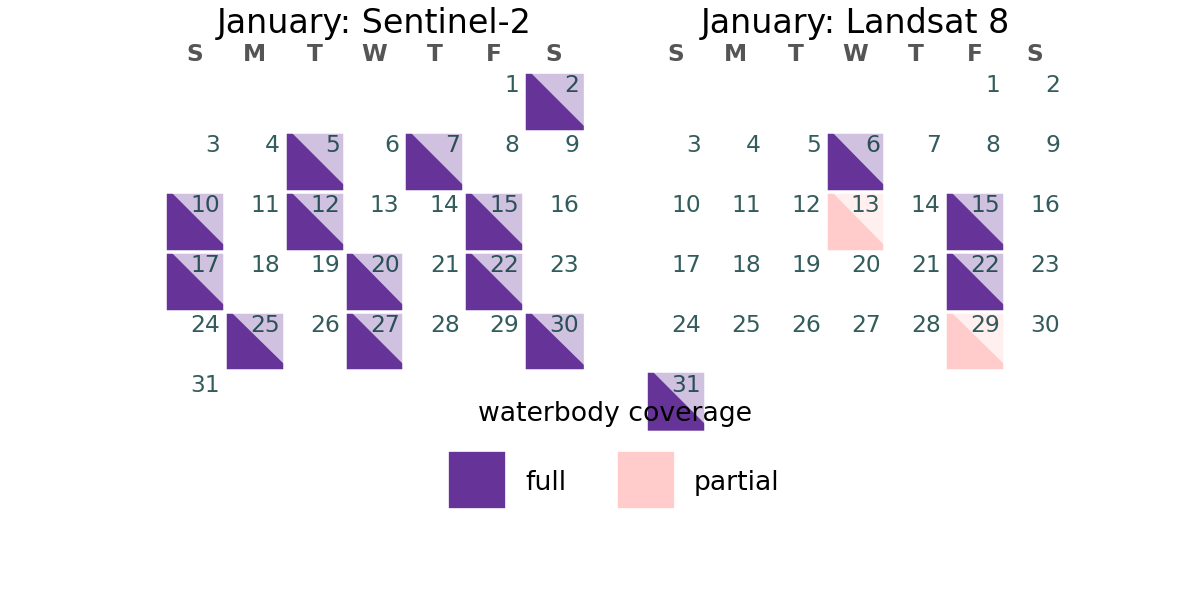 January: Sentinel-2
S M T W T F S
1 2
3 4 5 6 7 8 9
10 11 12 13 14 15 16
17 18 19 20 21 22 23
24 25 26 27 28 29 30
31
January: Landsat 8
S M T W T F S
1 2
3 4 5 6 7 8 9
10 11 12 13 14 15 16
17 18 19 20 21 22 23
24 25 26 27 28 29 30
31
waterbody coverage
full partial